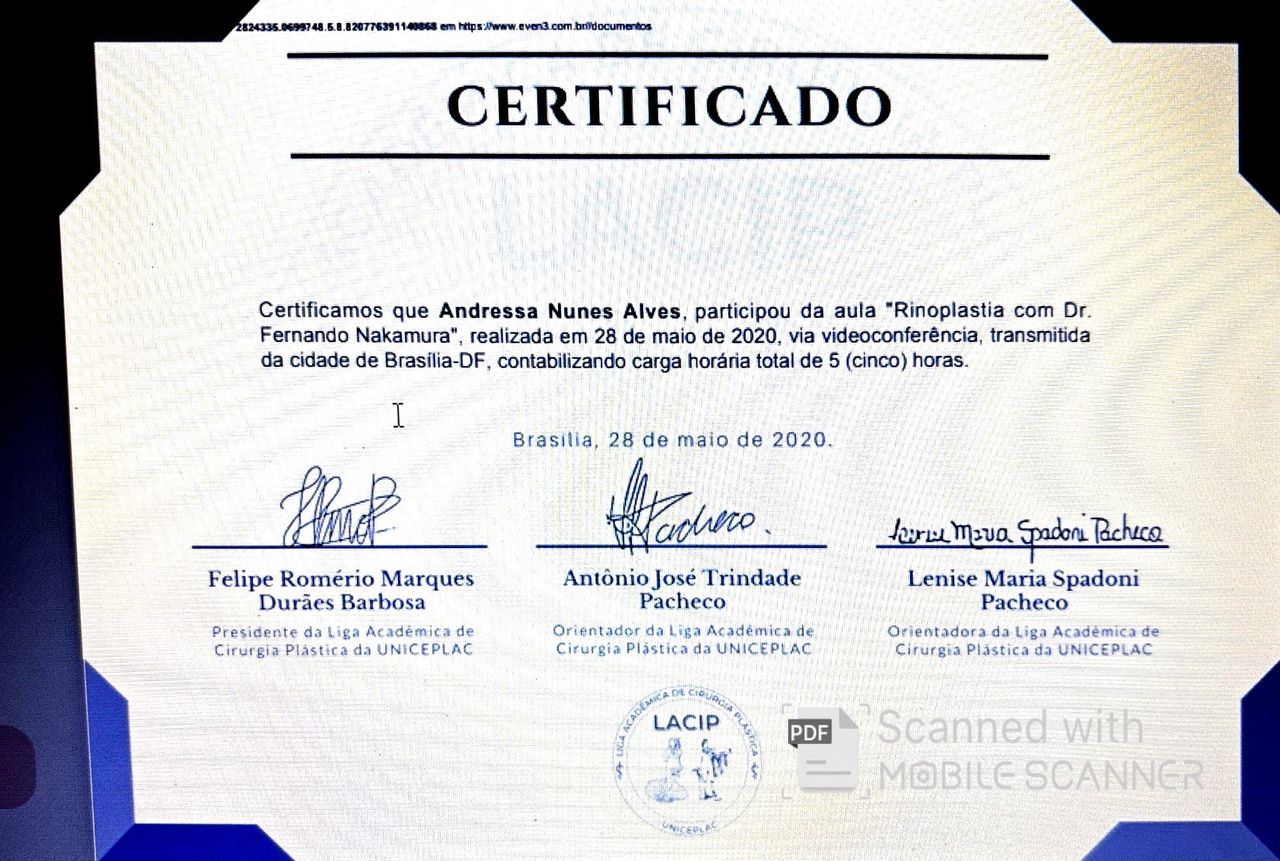 2824335.0699748.5.8.820776391140868 em https://www.even3.com.br//documentos
CERTIFICADO
LACIP
Certificamos que Andressa Nunes Alves, participou da aula "Rinoplastia com Dr.
Fernando Nakamura", realizada em 28 de maio de 2020, via videoconferência, transmitida
da cidade de Brasília-DF, contabilizando carga horária total de 5 (cinco) horas.
Brasília, 28 de maio de 2020.
Pacheco.
Maria Spadoni Pacheco
Felipe Romério Marques
Durães Barbosa
Antônio José Trindade
Pacheco
Lenise Maria Spadoni
Pacheco
Presidente da Liga Acadêmica de
Cirurgia Plástica da UNICEPLAC
Orientador da Liga Acadêmica de
Cirurgia Plástica da UNICEPLAC
Orientadora da Liga Acadêmica de
Cirurgia Plástica da UNICEPLAC
LIGA ACADÊMICA DE CIRURGIA PLÁSTICA
LACIP
UNICEPLAC
PDF
Scanned with
MOBILE SCANNER